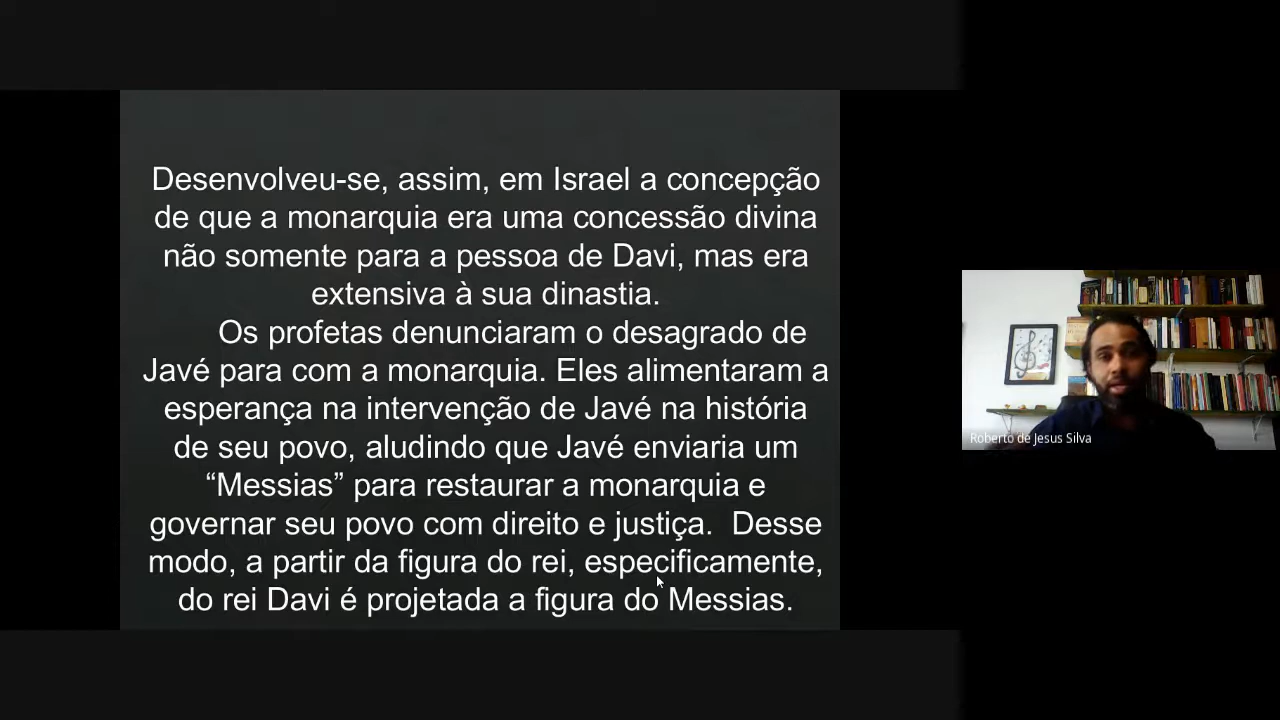 Desenvolveu-se, assim, em Israel a concepção
de que a monarquia era uma concessão divina
não somente para a pessoa de Davi, mas era
extensiva à sua dinastia.
Os profetas denunciaram o desagrado de
Javé para com a monarquia. Eles alimentaram a
esperança na intervenção de Javé na história
de seu povo, aludindo que Javé enviaria um
“Messias” para restaurar a monarquia e
governar seu povo com direito e justiça.  Desse
modo, a partir da figura do rei, especificamente,
do rei Davi é projetada a figura do Messias.
Roberto de Jesus Silva